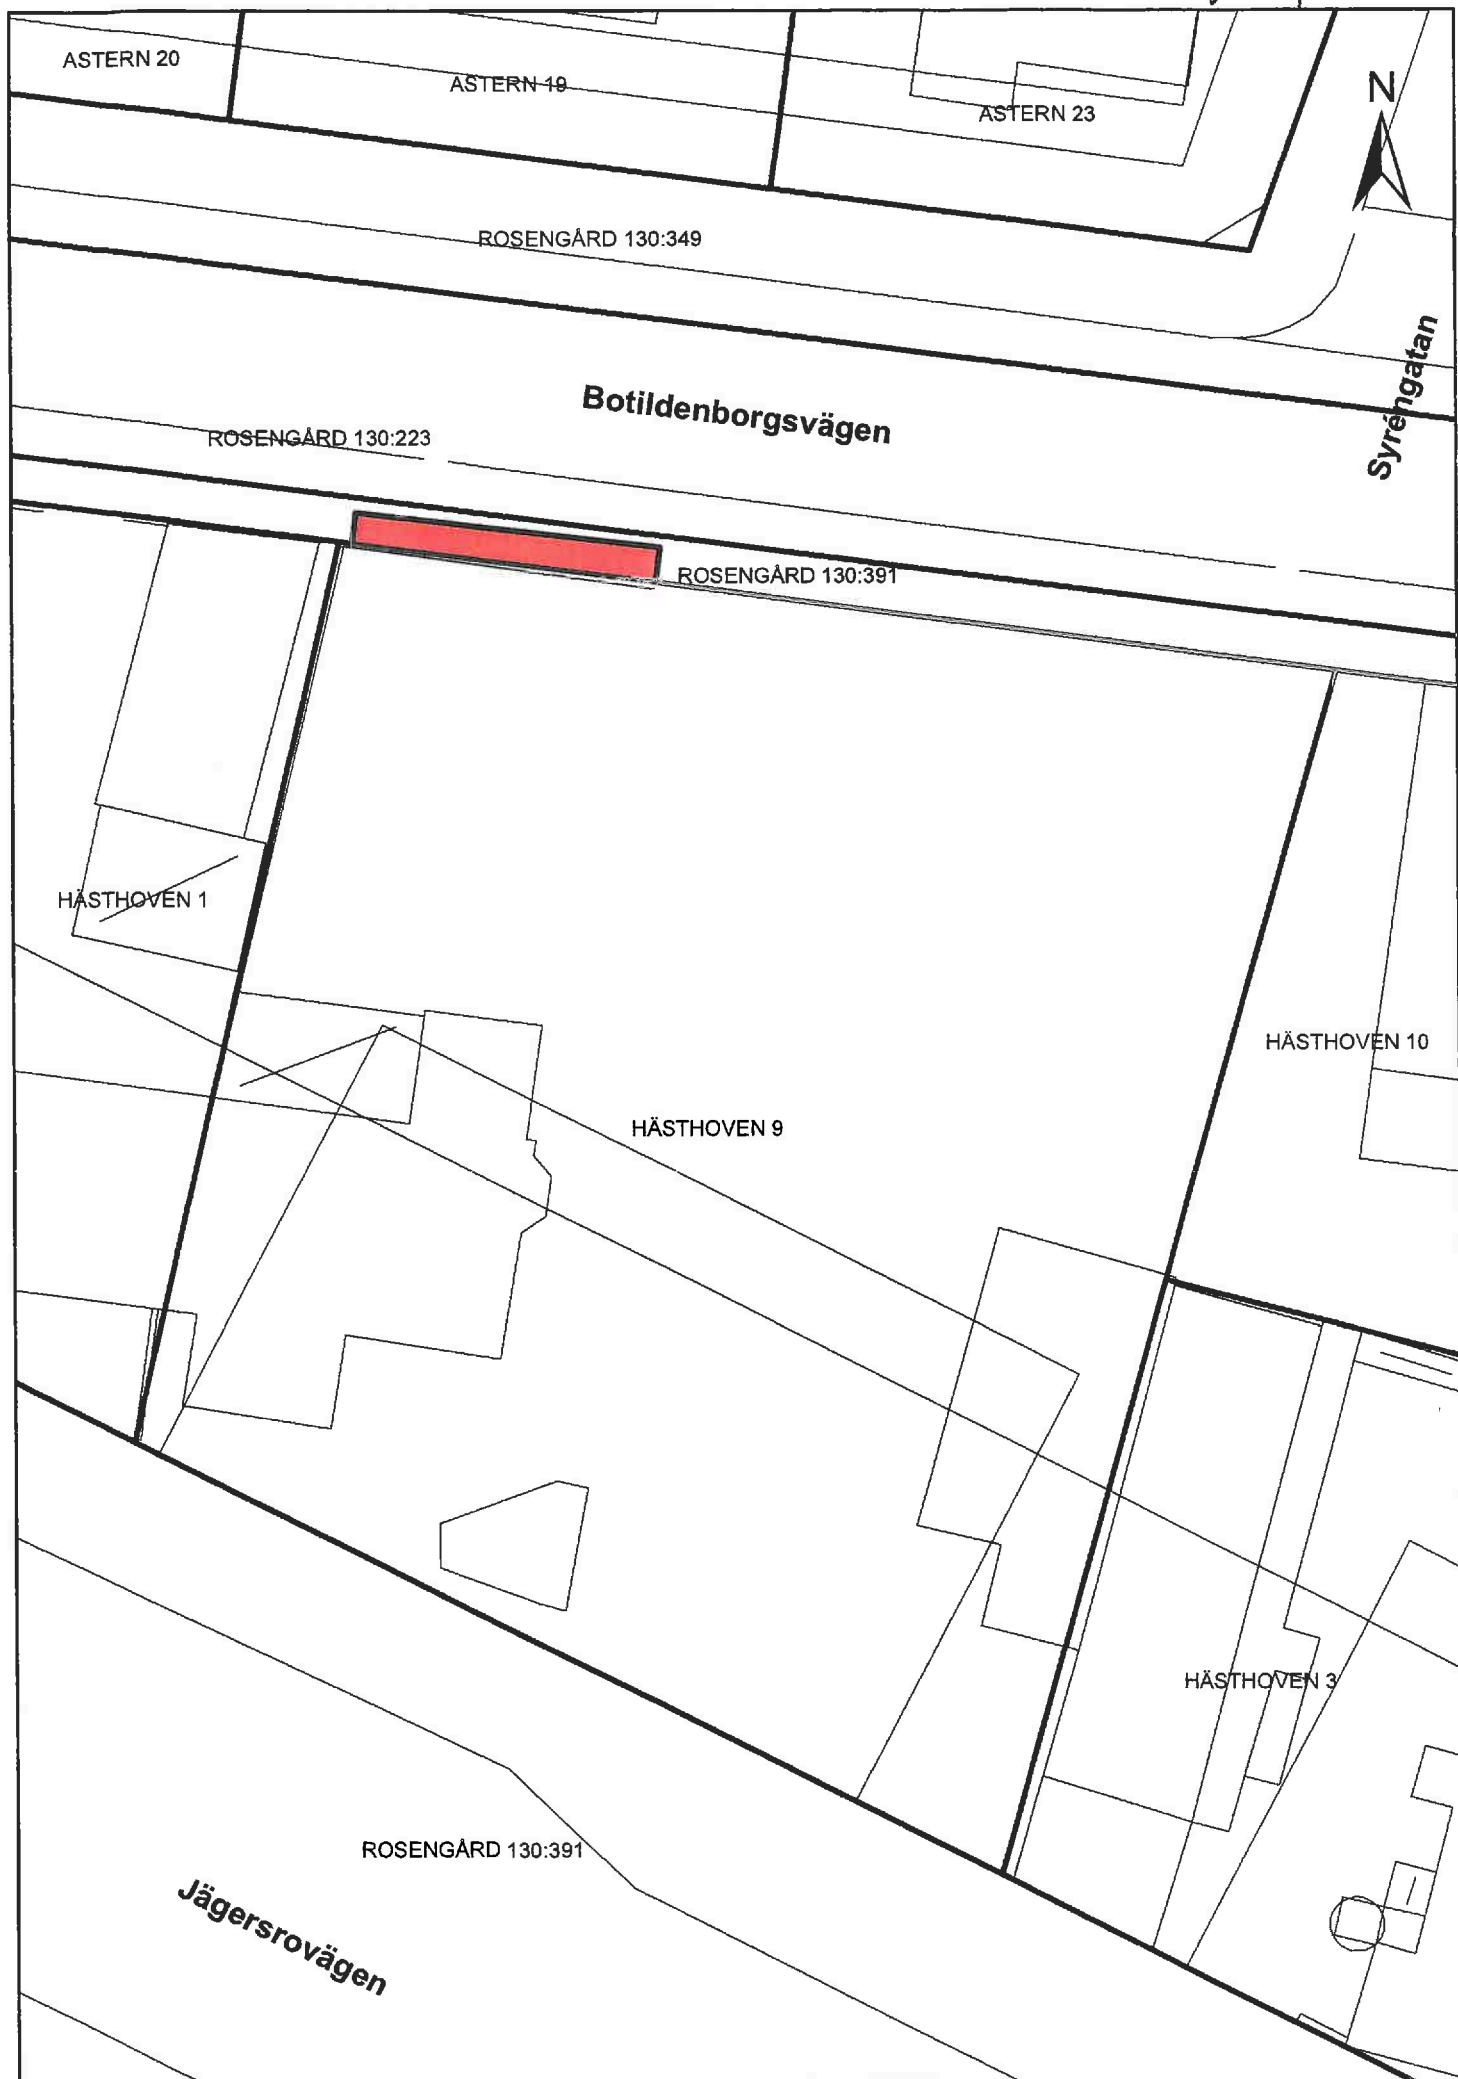 ASTERN 20
ASTERN 19
ASTERN 23
N
ROSENGÅRD 130:349
Syréngatan
Botildenborgsvägen
ROSENGÅRD 130:223
ROSENGÅRD 130:391
HÄSTHOVEN 1
HÄSTHOVEN 10
HÄSTHOVEN 9
HÄSTHOVEN 3
ROSENGÅRD 130:391
Jägersrovägen